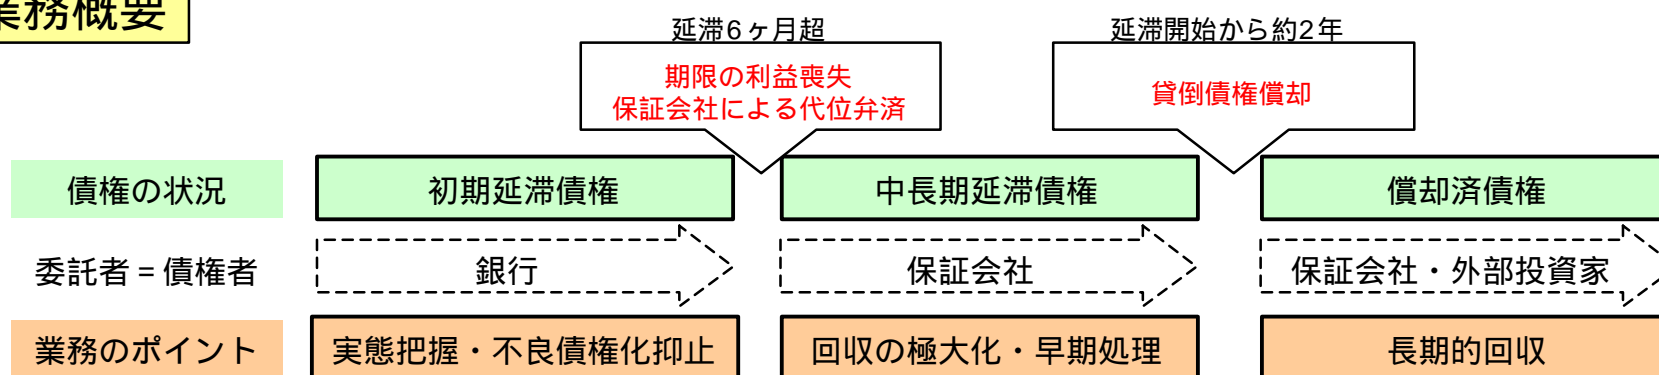 業務概要
延滞6ヶ月超
延滞開始から約2年
期限の利益喪失
保証会社による代位弁済
貸倒債権償却
債権の状況
初期延滞債権
中長期延滞債権
償却済債権
委託者=債権者
銀行
保証会社
保証会社・外部投資家
業務のポイント
実態把握・不良債権化抑止
回収の極大化・早期処理
長期的回収